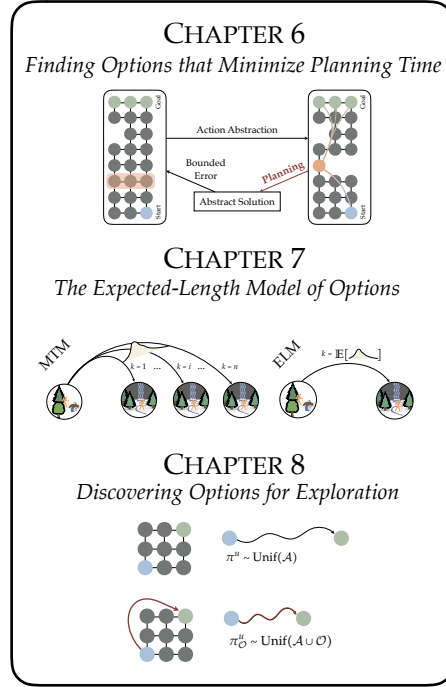 CHAPTER 6
Finding Options that Minimize Planning Time
Goal
Goal
Action Abstraction
Bounded
Error
Planning
Abstract Solution
Start
Start
CHAPTER 7
The Expected-Length Model of Options
MTM
k = 1 ... k = i ... k = n
ELM
k = 𝔼[ ]
CHAPTER 8
Discovering Options for Exploration
π^u ~ Unif(𝒜)
π_𝒪^u ~ Unif(𝒜 ∪ 𝒪)